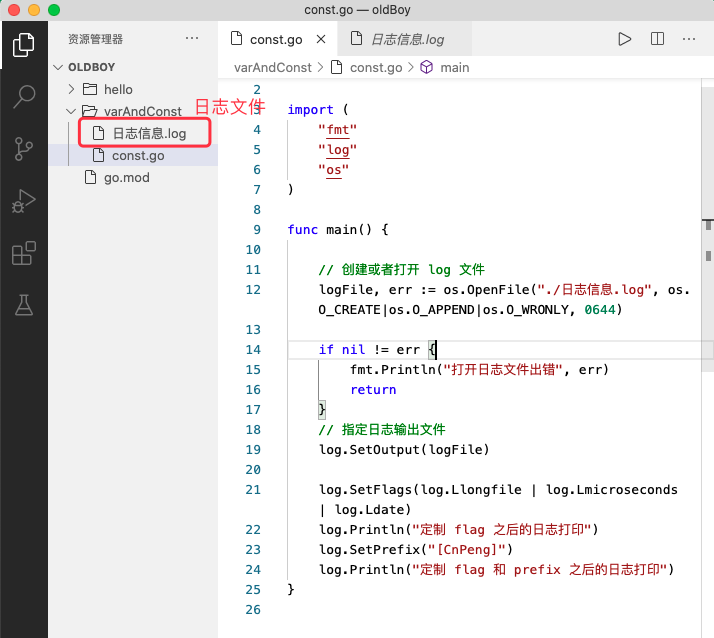 const.go — oldBoy
资源管理器 ...
const.go ×
日志信息.log
...
OLDBOY
hello
varAndConst
日志文件
日志信息.log
const.go
go.mod
varAndConst > const.go > main
2
import (
4 "fmt"
5 "log"
6 "os"
7 )
8
9 func main() {
10
11 // 创建或者打开 log 文件
12 logFile, err := os.OpenFile("./日志信息.log", os.
O_CREATE|os.O_APPEND|os.O_WRONLY, 0644)
13
14 if nil != err {
15 fmt.Println("打开日志文件出错", err)
16 return
17 }
18 // 指定日志输出文件
19 log.SetOutput(logFile)
20
21 log.SetFlags(log.Llongfile | log.Lmicroseconds
| log.Ldate)
22 log.Println("定制 flag 之后的日志打印")
23 log.SetPrefix("[CnPeng]")
24 log.Println("定制 flag 和 prefix 之后的日志打印")
25 }
26